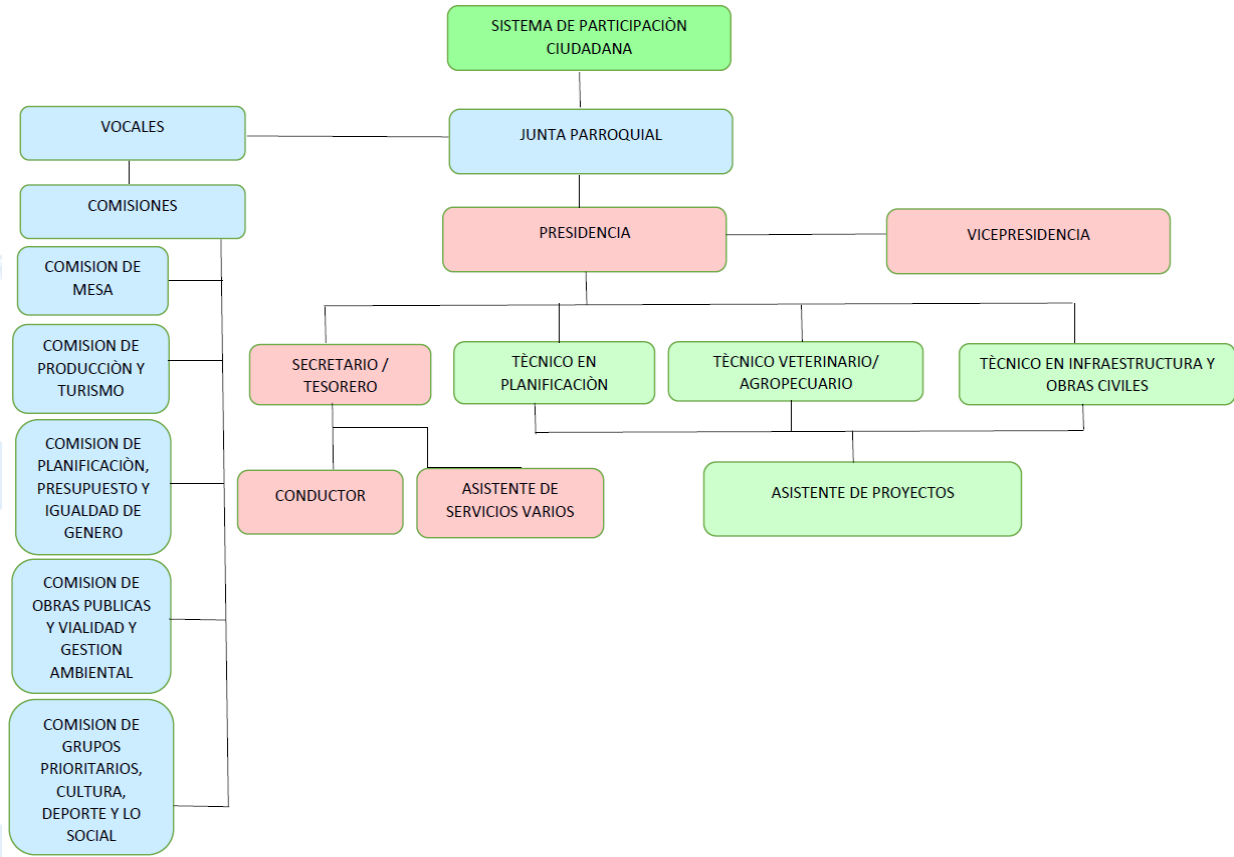 SISTEMA DE PARTICIPACIÒN
CIUDADANA
VOCALES
JUNTA PARROQUIAL
COMISIONES
PRESIDENCIA
VICEPRESIDENCIA
COMISION DE
MESA
COMISION DE
PRODUCCIÒN Y
TURISMO
SECRETARIO /
TESORERO
TÈCNICO EN
PLANIFICACIÒN
TÈCNICO VETERINARIO/
AGROPECUARIO
TÈCNICO EN INFRAESTRUCTURA Y
OBRAS CIVILES
COMISION DE
PLANIFICACIÒN,
PRESUPUESTO Y
IGUALDAD DE
GENERO
CONDUCTOR
ASISTENTE DE
SERVICIOS VARIOS
ASISTENTE DE PROYECTOS
COMISION DE
OBRAS PUBLICAS
Y VIALIDAD Y
GESTION
AMBIENTAL
COMISION DE
GRUPOS
PRIORITARIOS,
CULTURA,
DEPORTE Y LO
SOCIAL